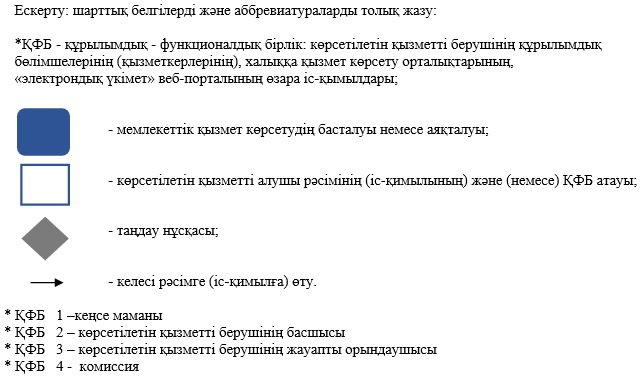 Ескерту: шарттық белгілерді және аббревиатураларды толық жазу:
*ҚФБ - құрылымдық - функционалдық бірлік: көрсетілетін қызметті берушінің құрылымдық
бөлімшелерінің (қызметкерлерінің), халыққа қызмет көрсету орталықтарының,
«электрондық үкімет» веб-порталының өзара іс-қимылдары;
- мемлекеттік қызмет көрсетудің басталуы немесе аяқталуы;
- көрсетілетін қызметті алушы рәсімінің (іс-қимылының) және (немесе) ҚФБ атауы;
- таңдау нұсқасы;
- келесі рәсімге (іс-қимылға) өту.
* ҚФБ 1 –кеңсе маманы
* ҚФБ 2 – көрсетілетін қызметті берушінің басшысы
* ҚФБ 3 – көрсетілетін қызметті берушінің жауапты орындаушысы
* ҚФБ 4 - комиссия